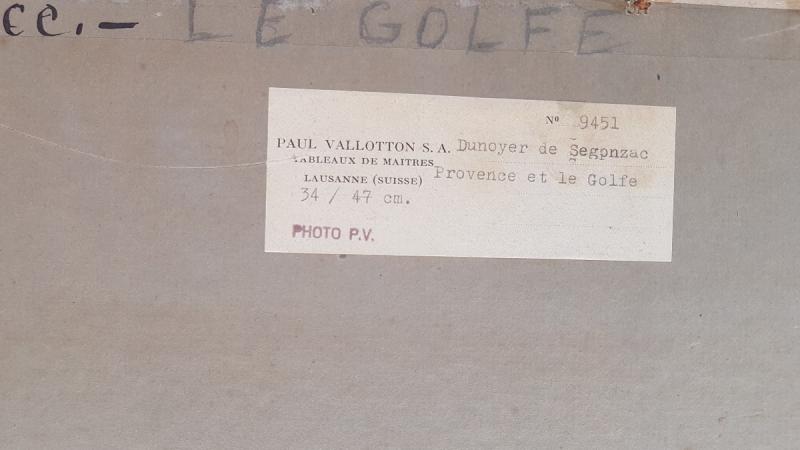 cc.- LE GOLFE
Nº 9451
PAUL VALLOTTON S. A. Dunoyer de Segpnzac
TABLEAUX DE MAITRES
LAUSANNE (SUISSE) Provence et le Golfe
34 / 47 cm.
PHOTO P.V.